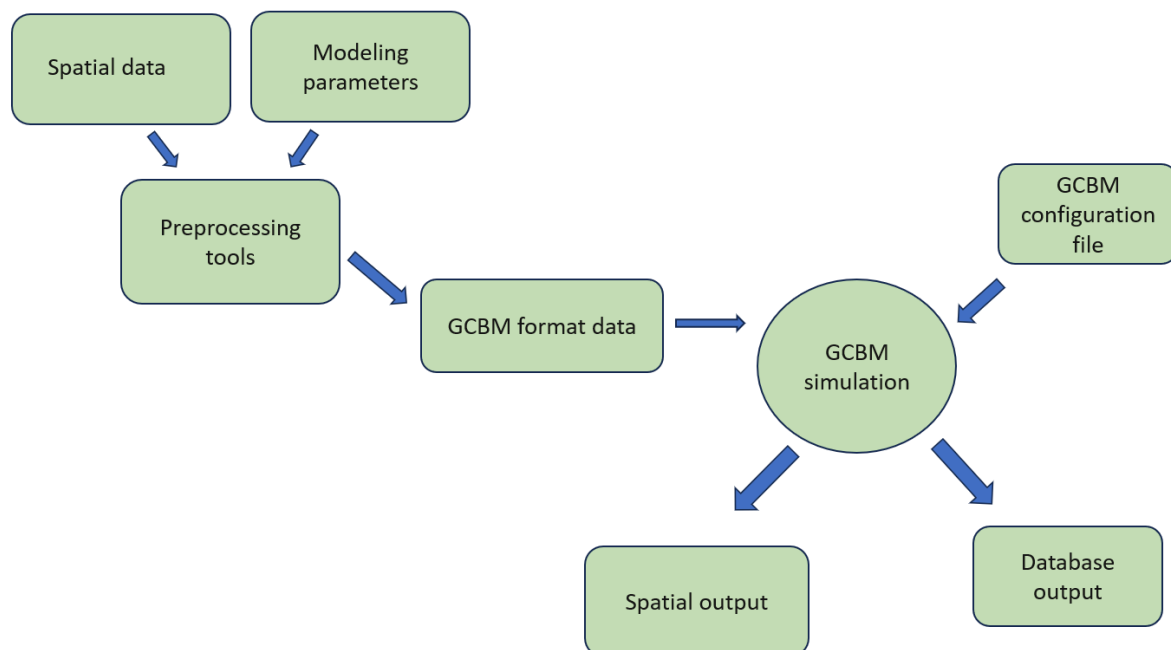 Spatial data
Modeling
parameters
Preprocessing
tools
GCBM
configuration
file
GCBM format data
GCBM
simulation
Spatial output
Database
output